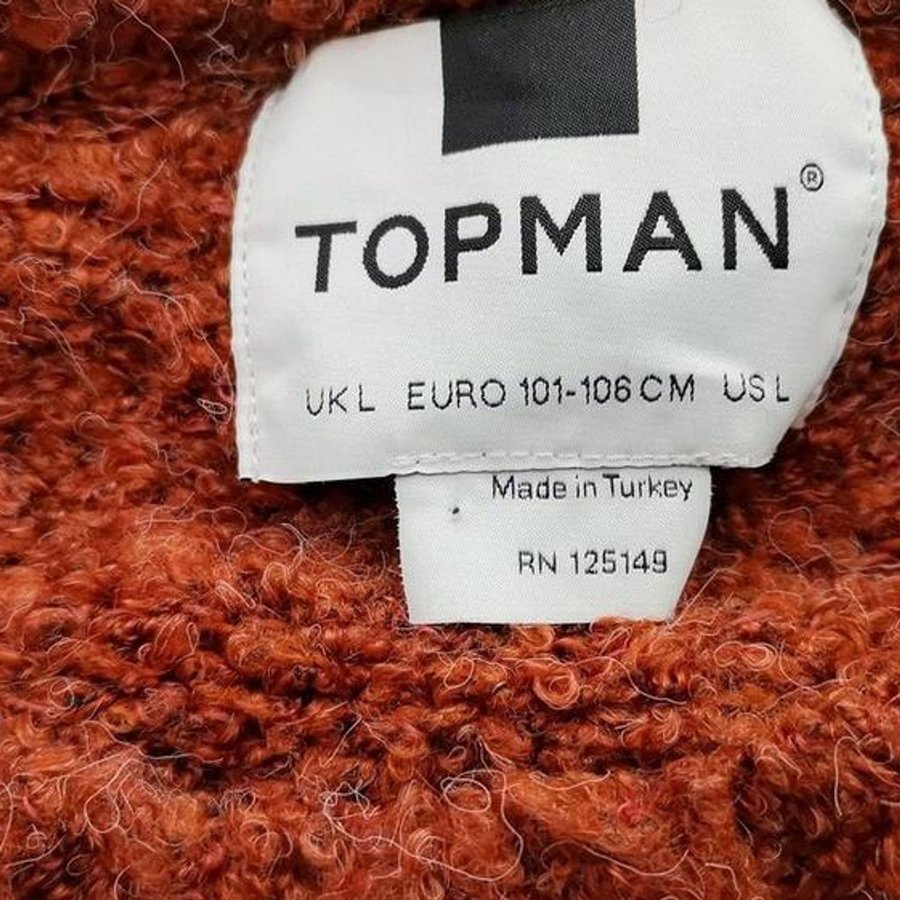 TOPMAN®
UK L EURO 101-106 CM US L
Made in Turkey
RN 125149